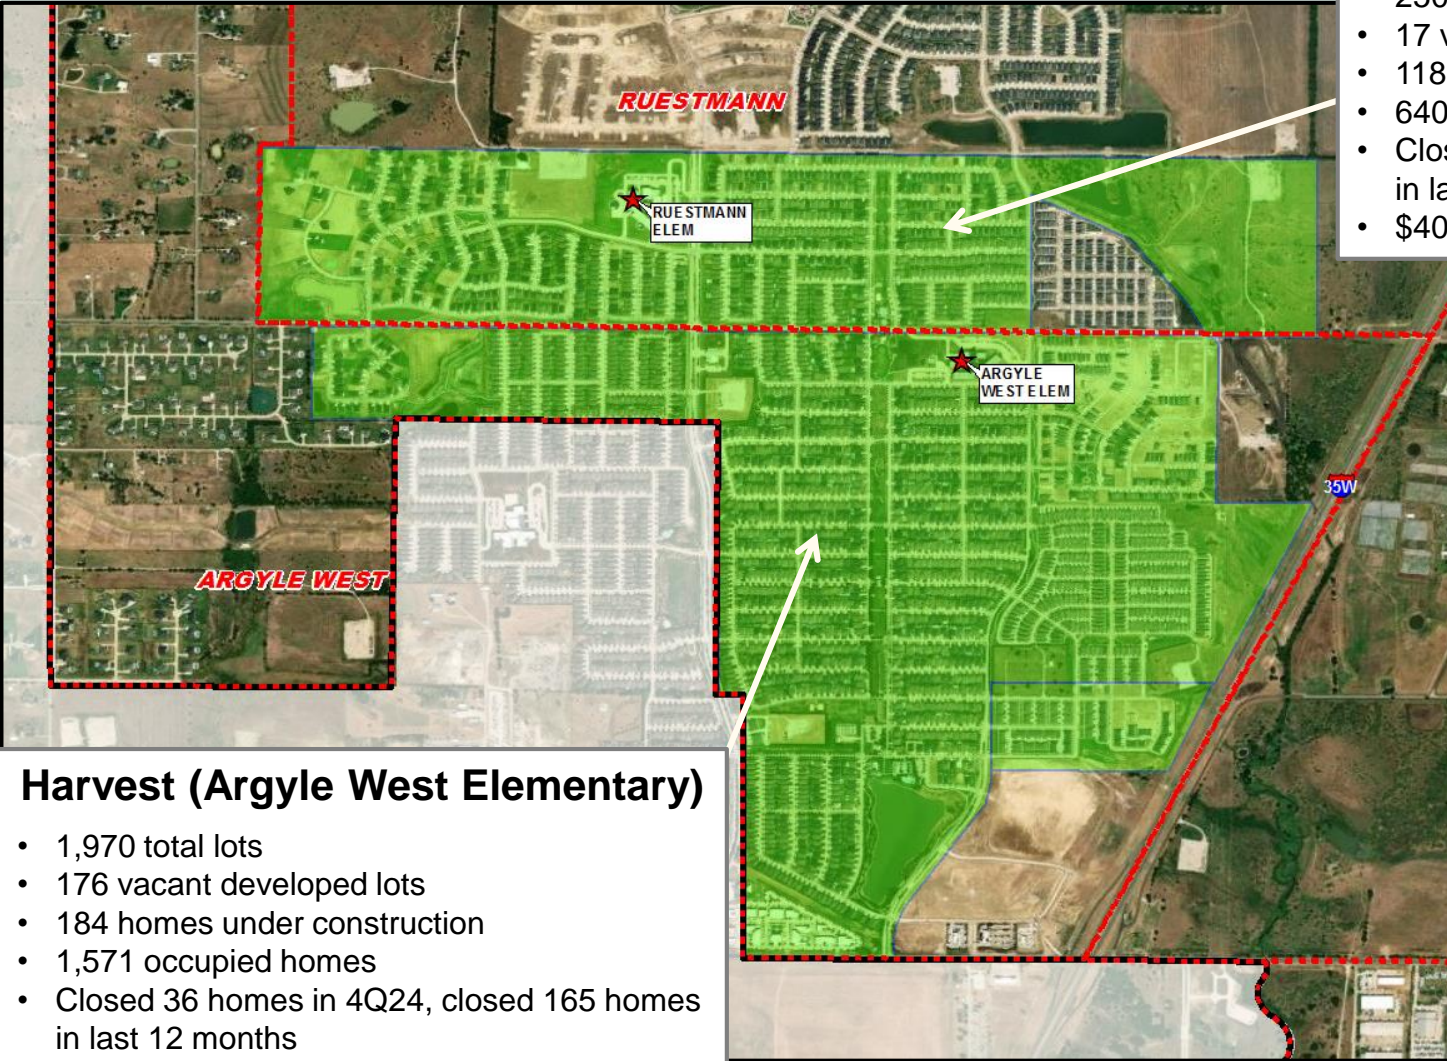 • 17
• 118
• 640
•
in
• $40
RUESTMANN
RUESTMANN
ELEM
ARGYLE
WEST ELEM
35W
ARGYLE WEST
Harvest (Argyle West Elementary)
• 1,970 total lots
• 176 vacant developed lots
• 184 homes under construction
• 1,571 occupied homes
• Closed 36 homes in 4Q24, closed 165 homes
in last 12 months